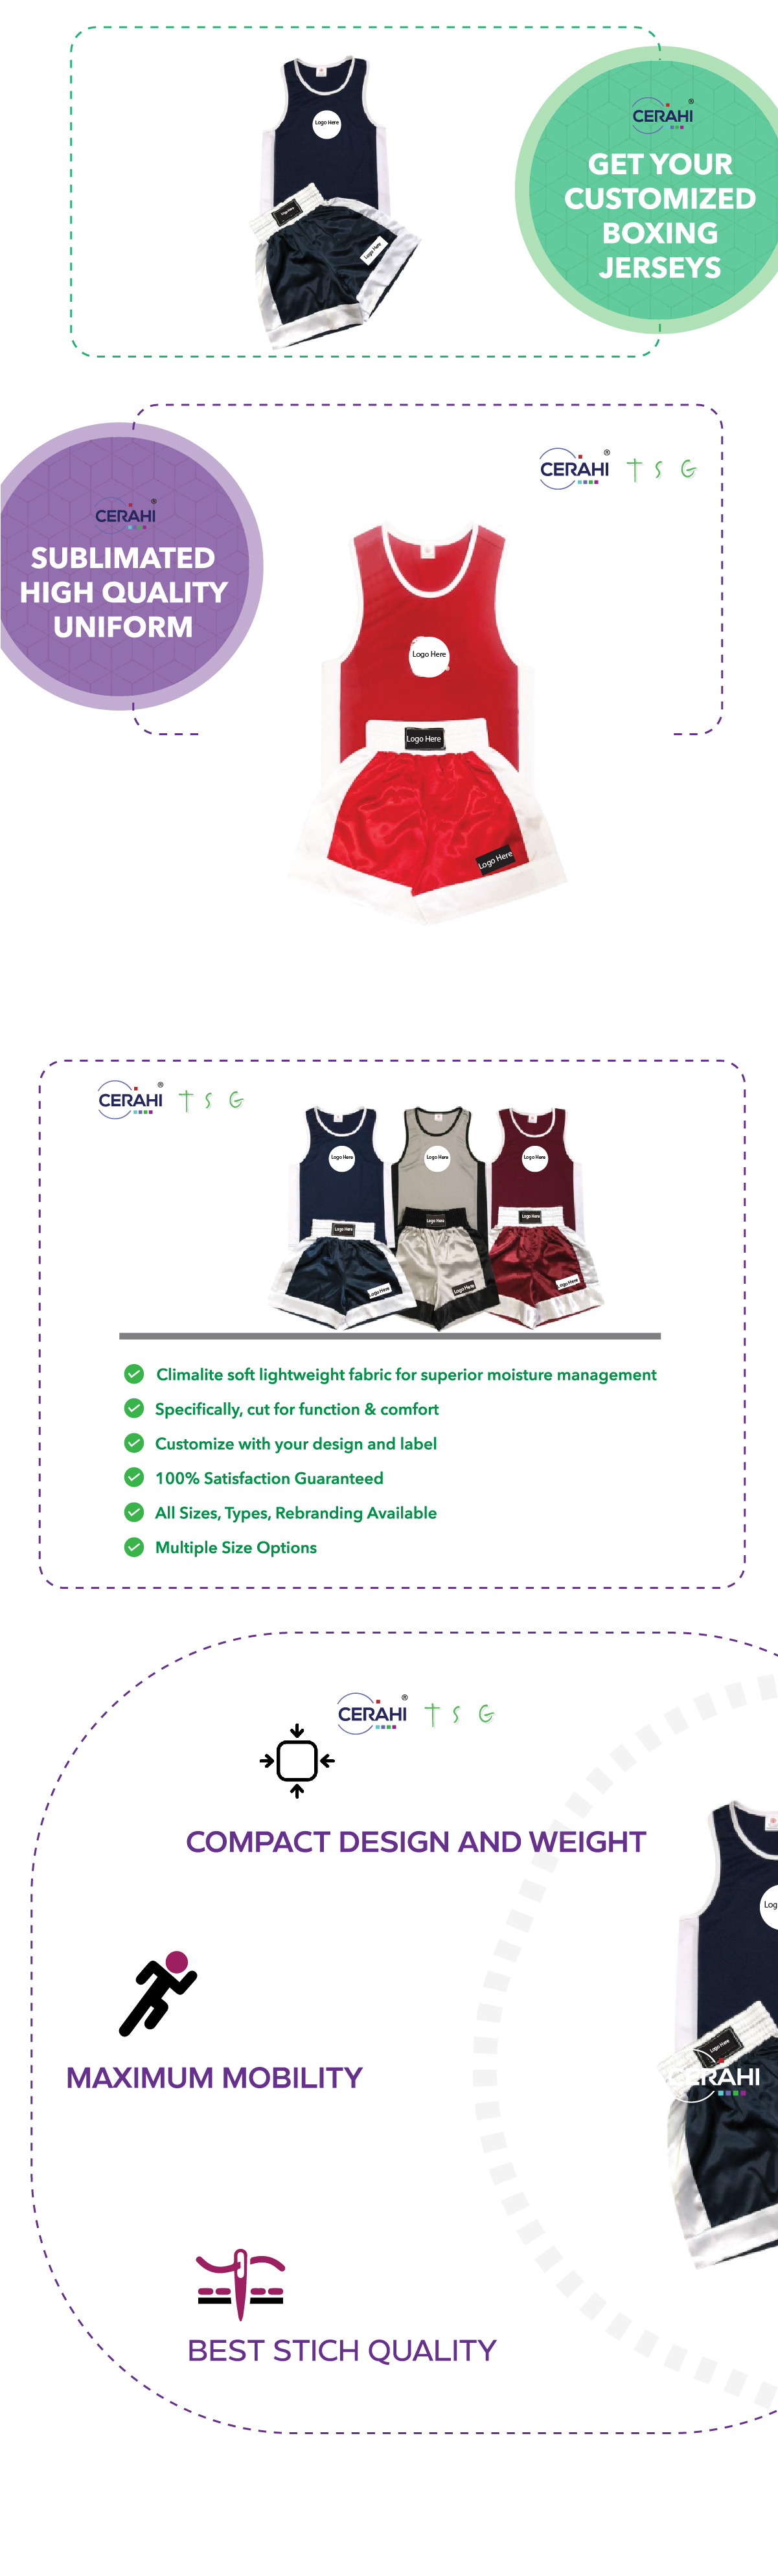 Logo Here
Logo Here
Logo Here
CERAHI ®
GET YOUR
CUSTOMIZED
BOXING
JERSEYS
CERAHI ® T S G
CERAHI ®
SUBLIMATED
HIGH QUALITY
UNIFORM
Logo Here
Logo Here
Logo Here
CERAHI ® T S G
Logo Here
Logo Here
Logo Here
Logo Here
Logo Here
Logo Here
Logo Here
Logo Here
Logo Here
Climalite soft lightweight fabric for superior moisture management
Specifically, cut for function & comfort
Customize with your design and label
100% Satisfaction Guaranteed
All Sizes, Types, Rebranding Available
Multiple Size Options
CERAHI ® T S G
COMPACT DESIGN AND WEIGHT
Log
MAXIMUM MOBILITY
Logo Here
CERAHI
BEST STICH QUALITY